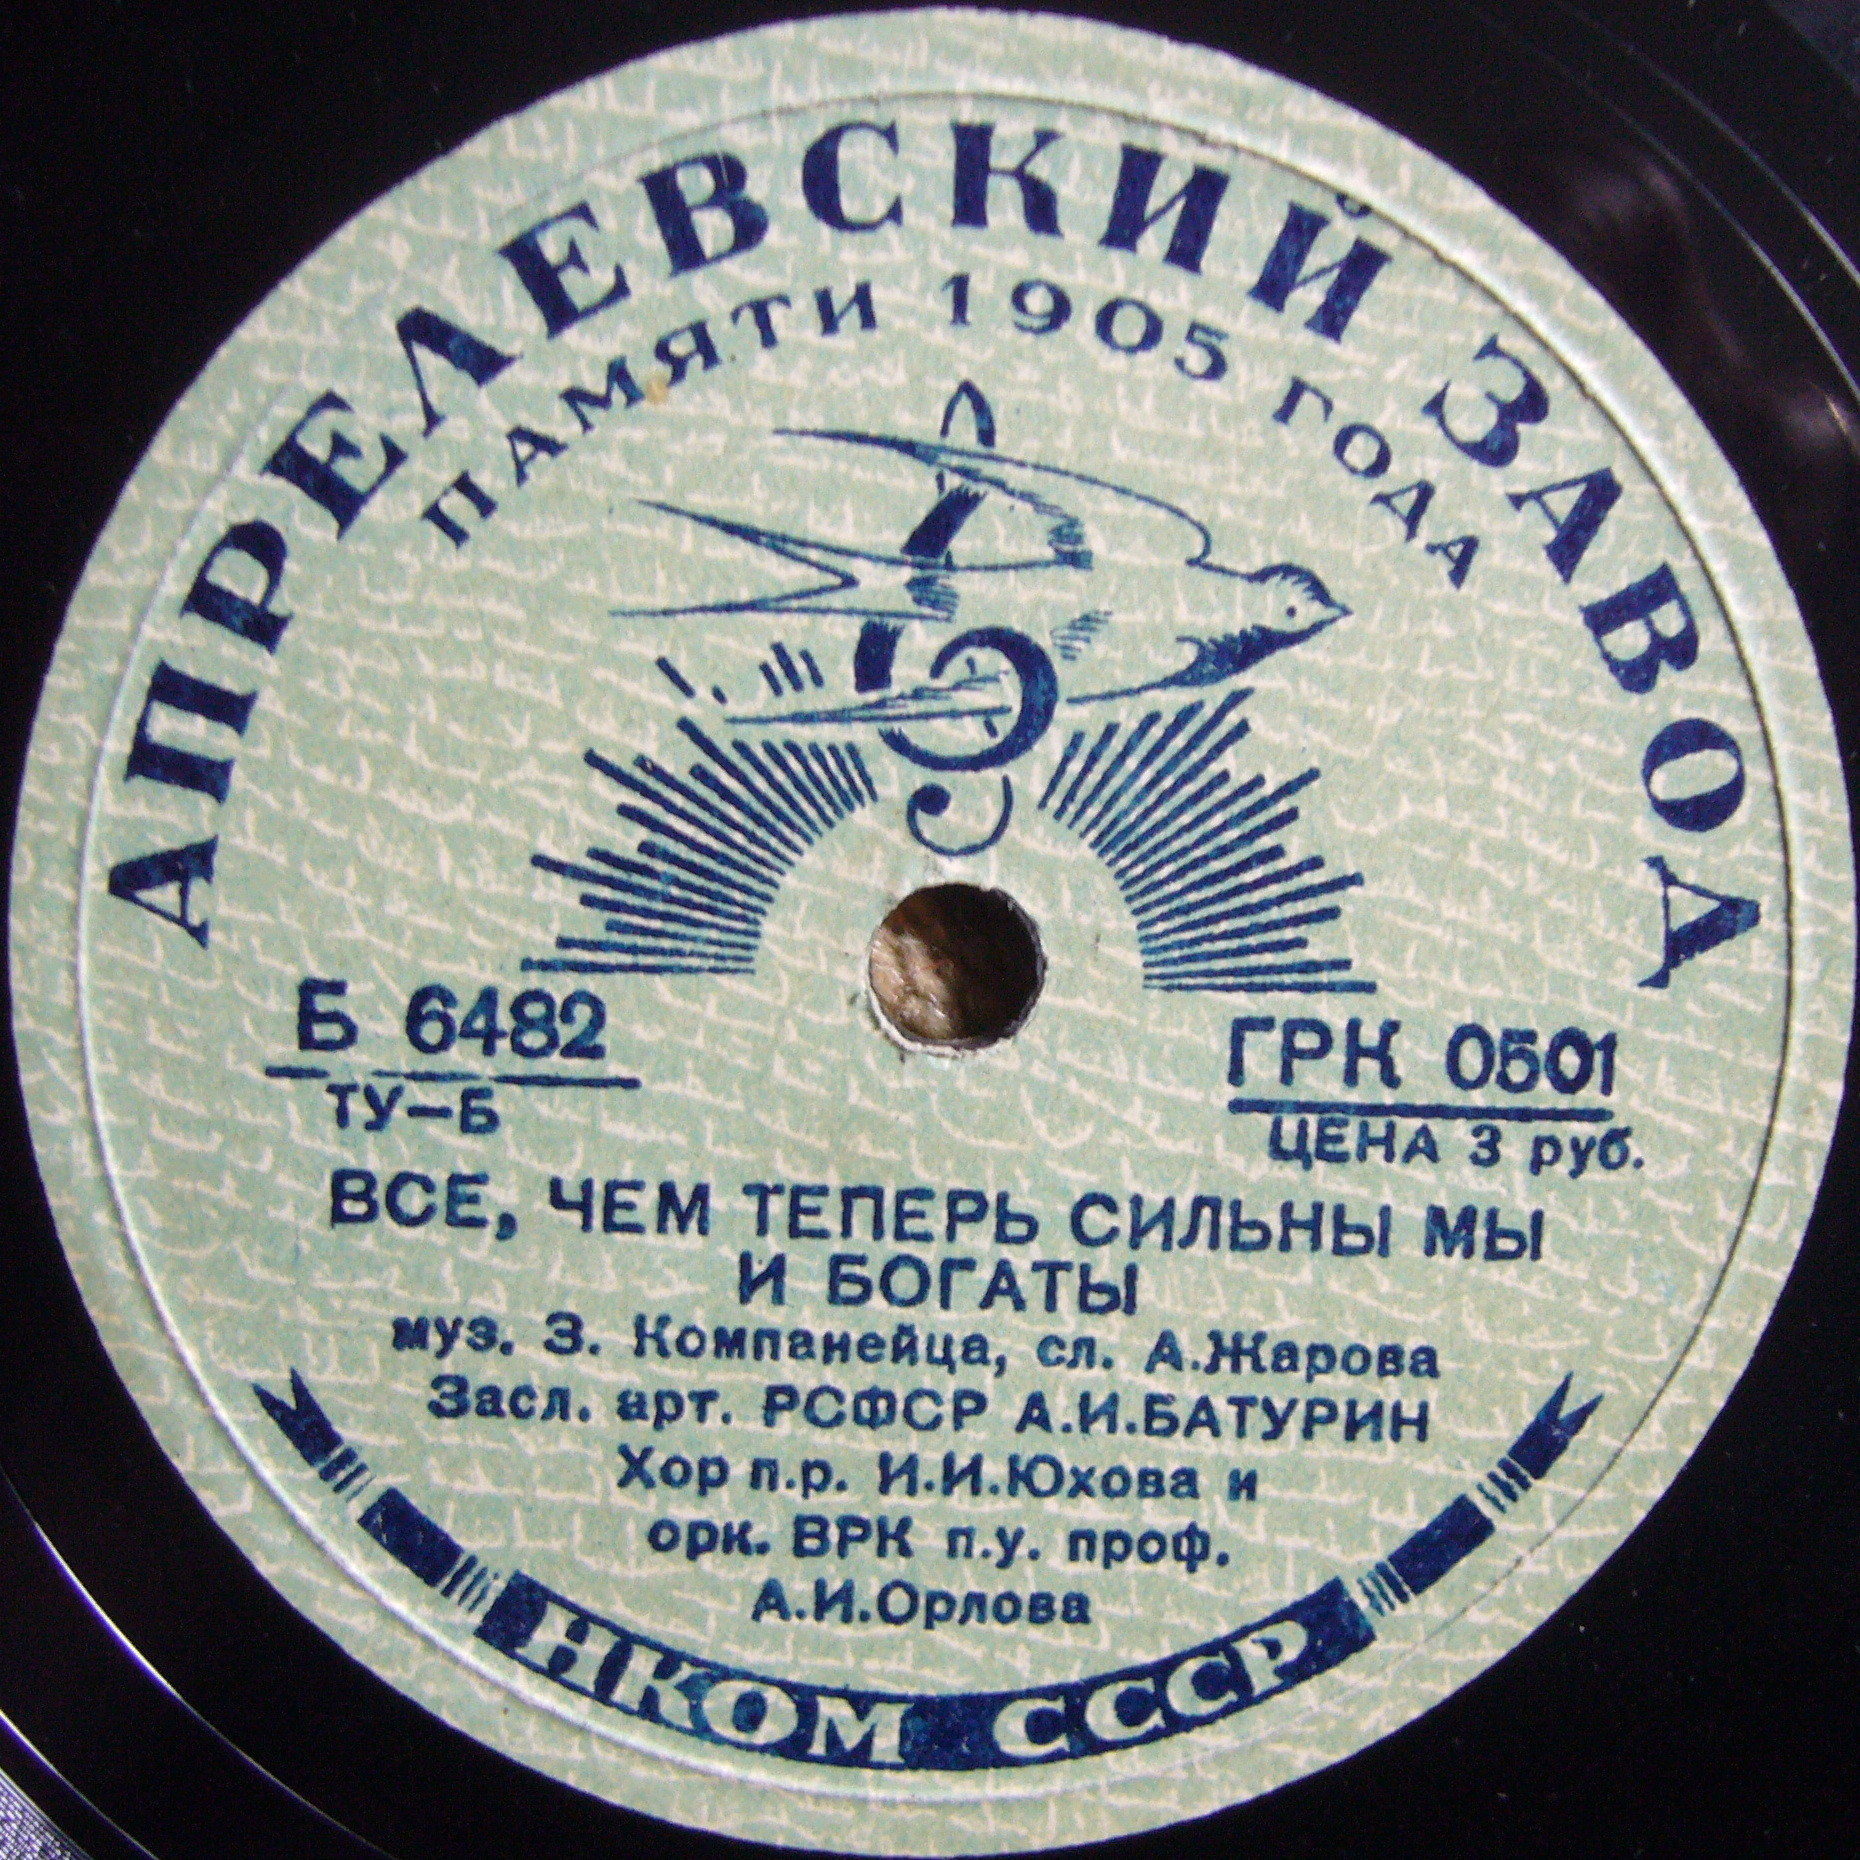 АПРЕЛЕВСКИЙ ЗАВОД
ПАМЯТИ 1905 ГОДА
Б 6482
ТУ-Б
ГРК 0501
ЦЕНА 3 руб.
ВСЕ, ЧЕМ ТЕПЕРЬ СИЛЬНЫ МЫ
И БОГАТЫ
муз. З. Компанейца, сл. А.Жарова
Засл. арт. РСФСР А.И.БАТУРИН
Хор п.р. И.И.Юхова и
орк. ВРК п.у. проф.
А.И.Орлова
НКОМ СССР